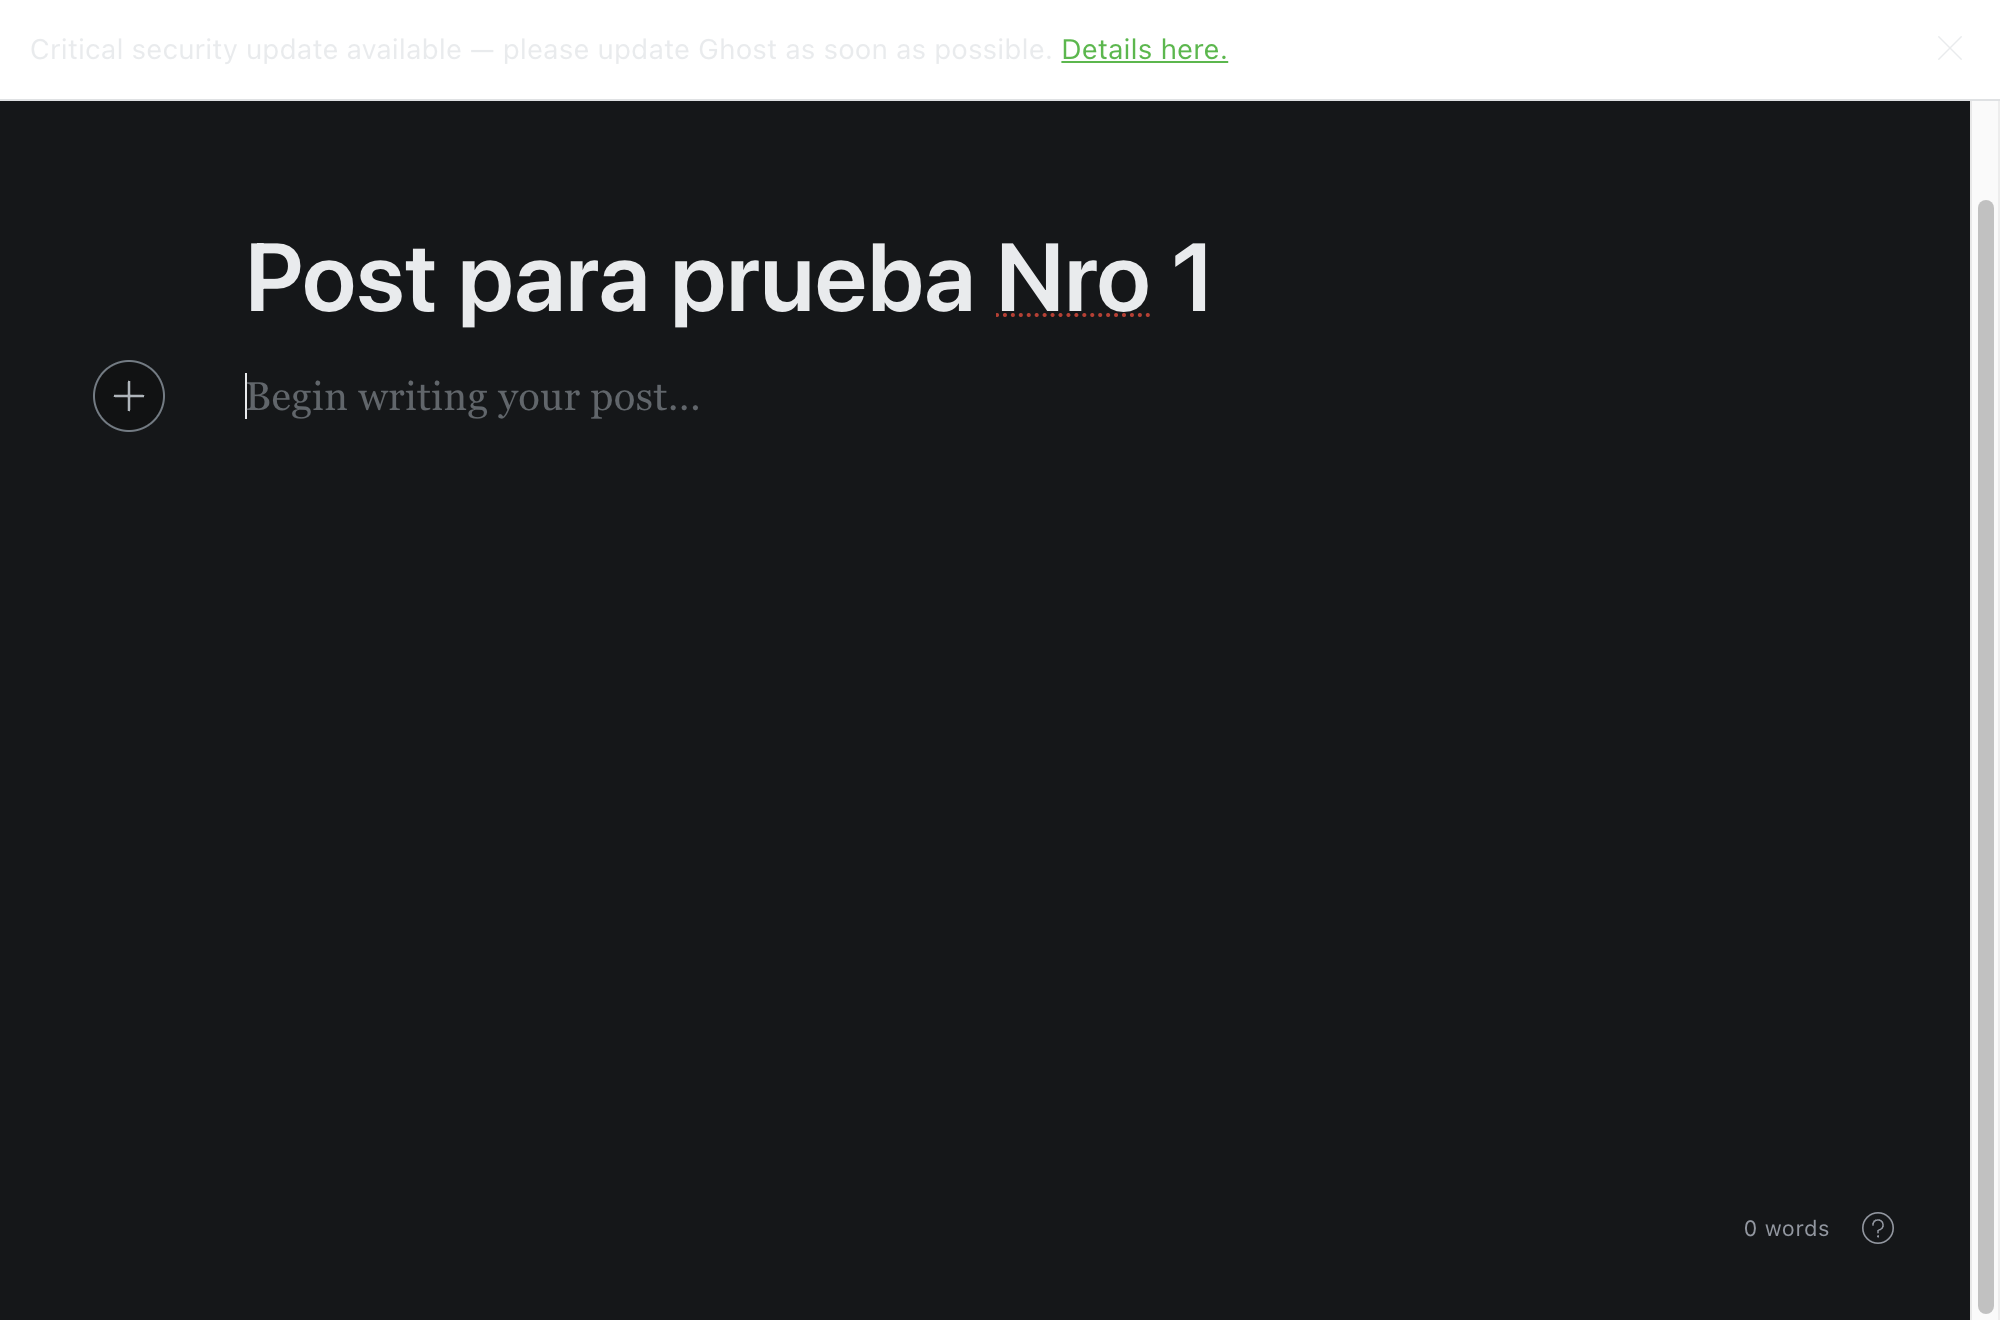 Critical security update available — please update Ghost as soon as possible. Details here.
Post para prueba Nro 1
Begin writing your post...
0 words
?